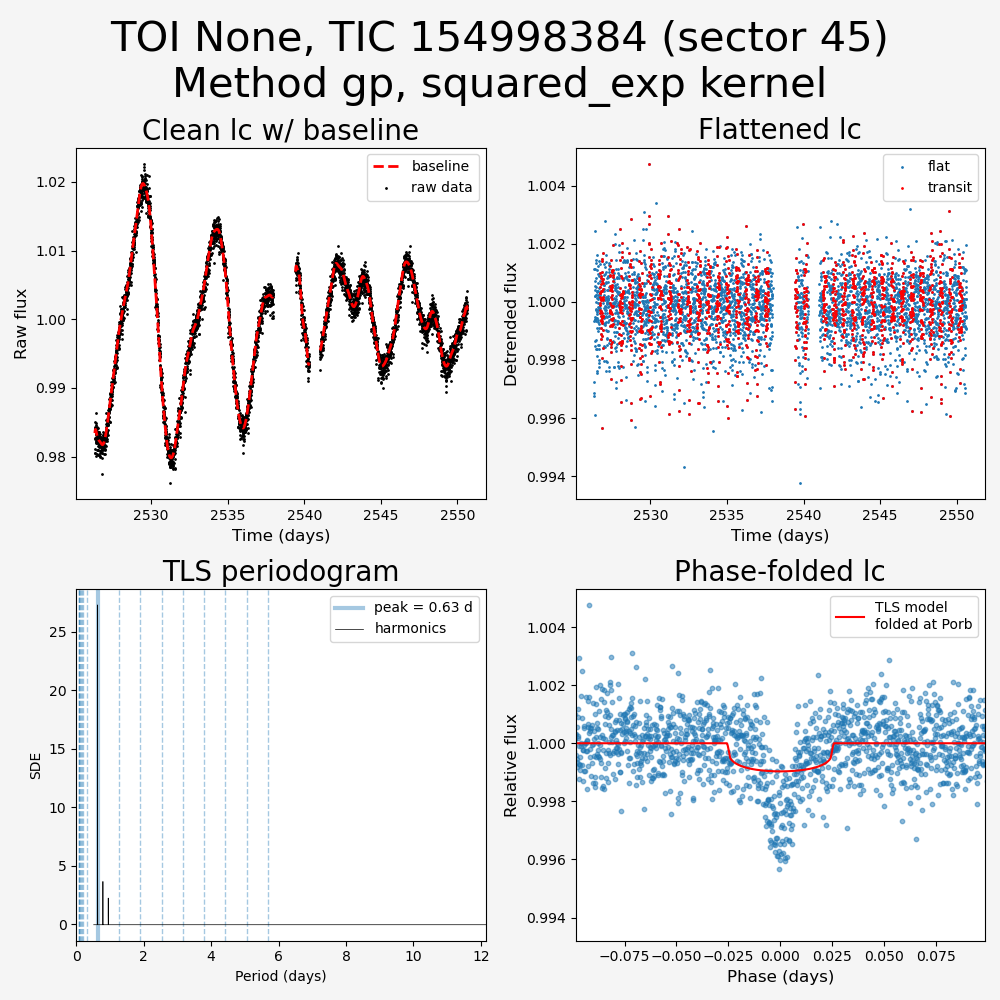 TOI None, TIC 154998384 (sector 45)
Method gp, squared_exp kernel
Clean lc w/ baseline
baseline
raw data
1.02
1.01
1.00
0.99
0.98
Raw flux
2530
2535
2540
2545
2550
Time (days)
Flattened lc
flat
transit
1.004
1.002
1.000
0.998
0.996
0.994
Detrended flux
2530
2535
2540
2545
2550
Time (days)
TLS periodogram
peak = 0.63 d
harmonics
25
20
15
10
5
0
SDE
0
2
4
6
8
10
12
Period (days)
Phase-folded lc
TLS model
folded at Porb
1.004
1.002
1.000
0.998
0.996
0.994
Relative flux
−0.075
−0.050
−0.025
0.000
0.025
0.050
0.075
Phase (days)